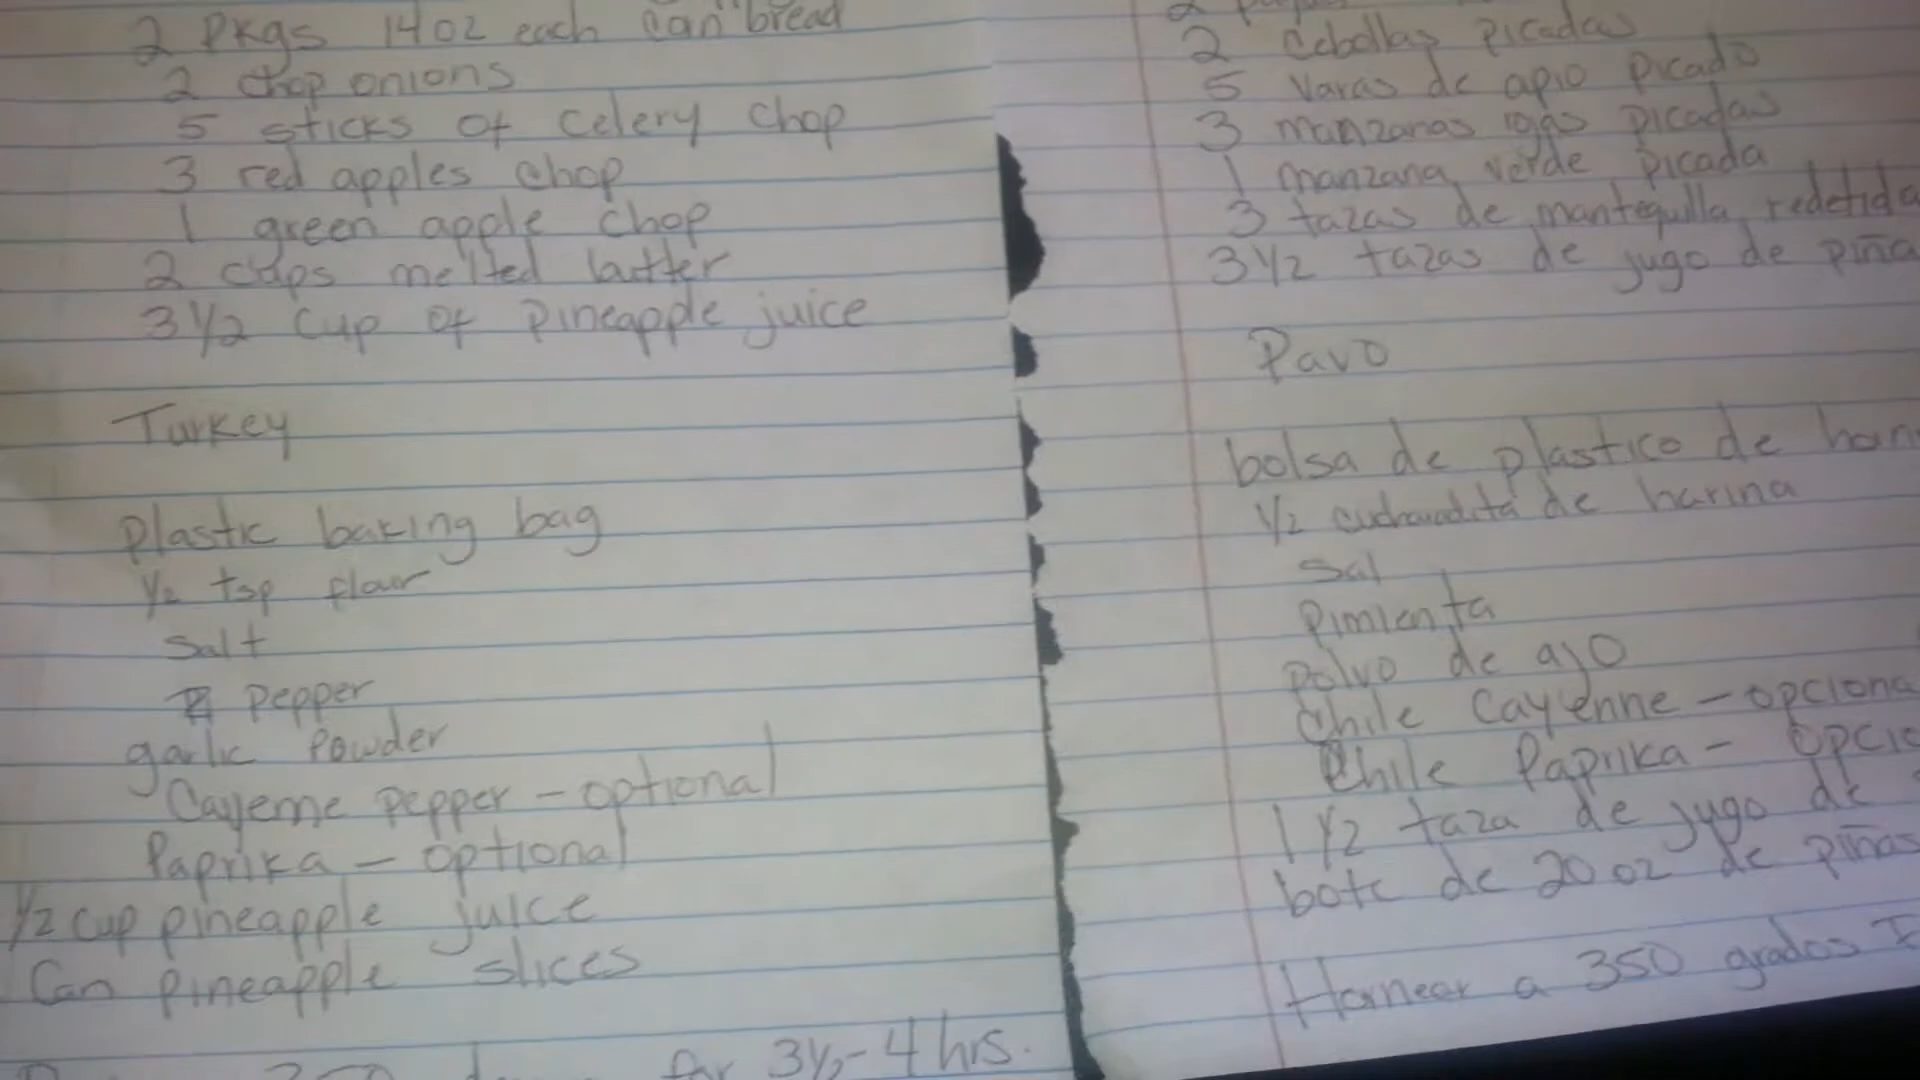 2 Pkgs 14 oz each can bread
2 chop onions
5 sticks of celery chop
3 red apples chop
1 green apple chop
2 cups melted butter
3 1/2 cup of pineapple juice
Turkey
plastic baking bag
1/2 tsp flour
salt
pepper
garlic Powder
Cayenne pepper - optional
Paprika - optional
1/2 cup pineapple juice
Can pineapple slices
350 for 3 1/2 - 4 hrs.
2
2 cebollas picadas
5 varas de apio picado
3 manzanas rojas picadas
1 manzana verde picada
3 tazas de mantequilla redetida
3 1/2 tazas de jugo de piña
Pavo
bolsa de plastico de
1/2 cucharadita de harina
sal
pimienta
polvo de ajo
Chile Cayenne - opciona
Chile Paprika - opcio
1 1/2 taza de jugo de
bote de 20 oz de piñas
Hornear a 350 grados